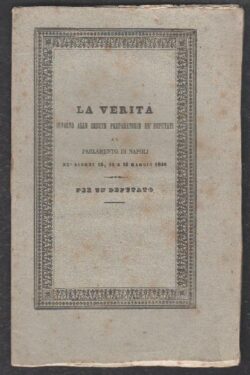 LA VERITÀ
INTORNO ALLE SEDUTE PREPARATORIE DE' DEPUTATI
AL
PARLAMENTO DI NAPOLI
NE' GIORNI 13, 14 E 15 MAGGIO 1848
PER UN DEPUTATO